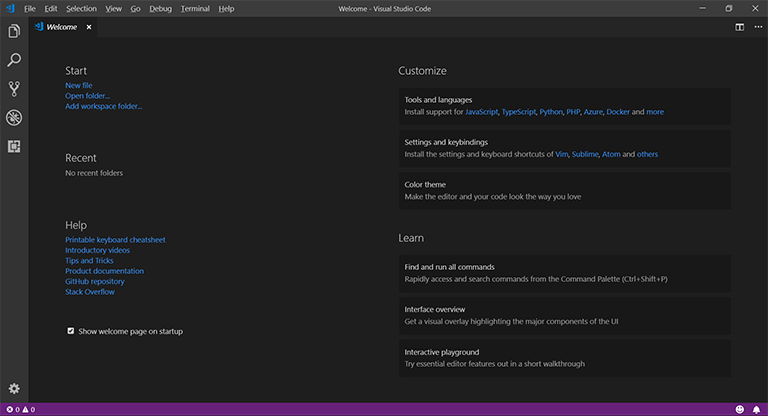 File Edit Selection View Go Debug Terminal Help
Welcome - Visual Studio Code
Welcome
Start
New file
Open folder...
Add workspace folder...
Recent
No recent folders
Help
Printable keyboard cheatsheet
Introductory videos
Tips and Tricks
Product documentation
GitHub repository
Stack Overflow
Show welcome page on startup
Customize
Tools and languages
Install support for JavaScript, TypeScript, Python, PHP, Azure, Docker and more
Settings and keybindings
Install the settings and keyboard shortcuts of Vim, Sublime, Atom and others
Color theme
Make the editor and your code look the way you love
Learn
Find and run all commands
Rapidly access and search commands from the Command Palette (Ctrl+Shift+P)
Interface overview
Get a visual overlay highlighting the major components of the UI
Interactive playground
Try essential editor features out in a short walkthrough
0 0